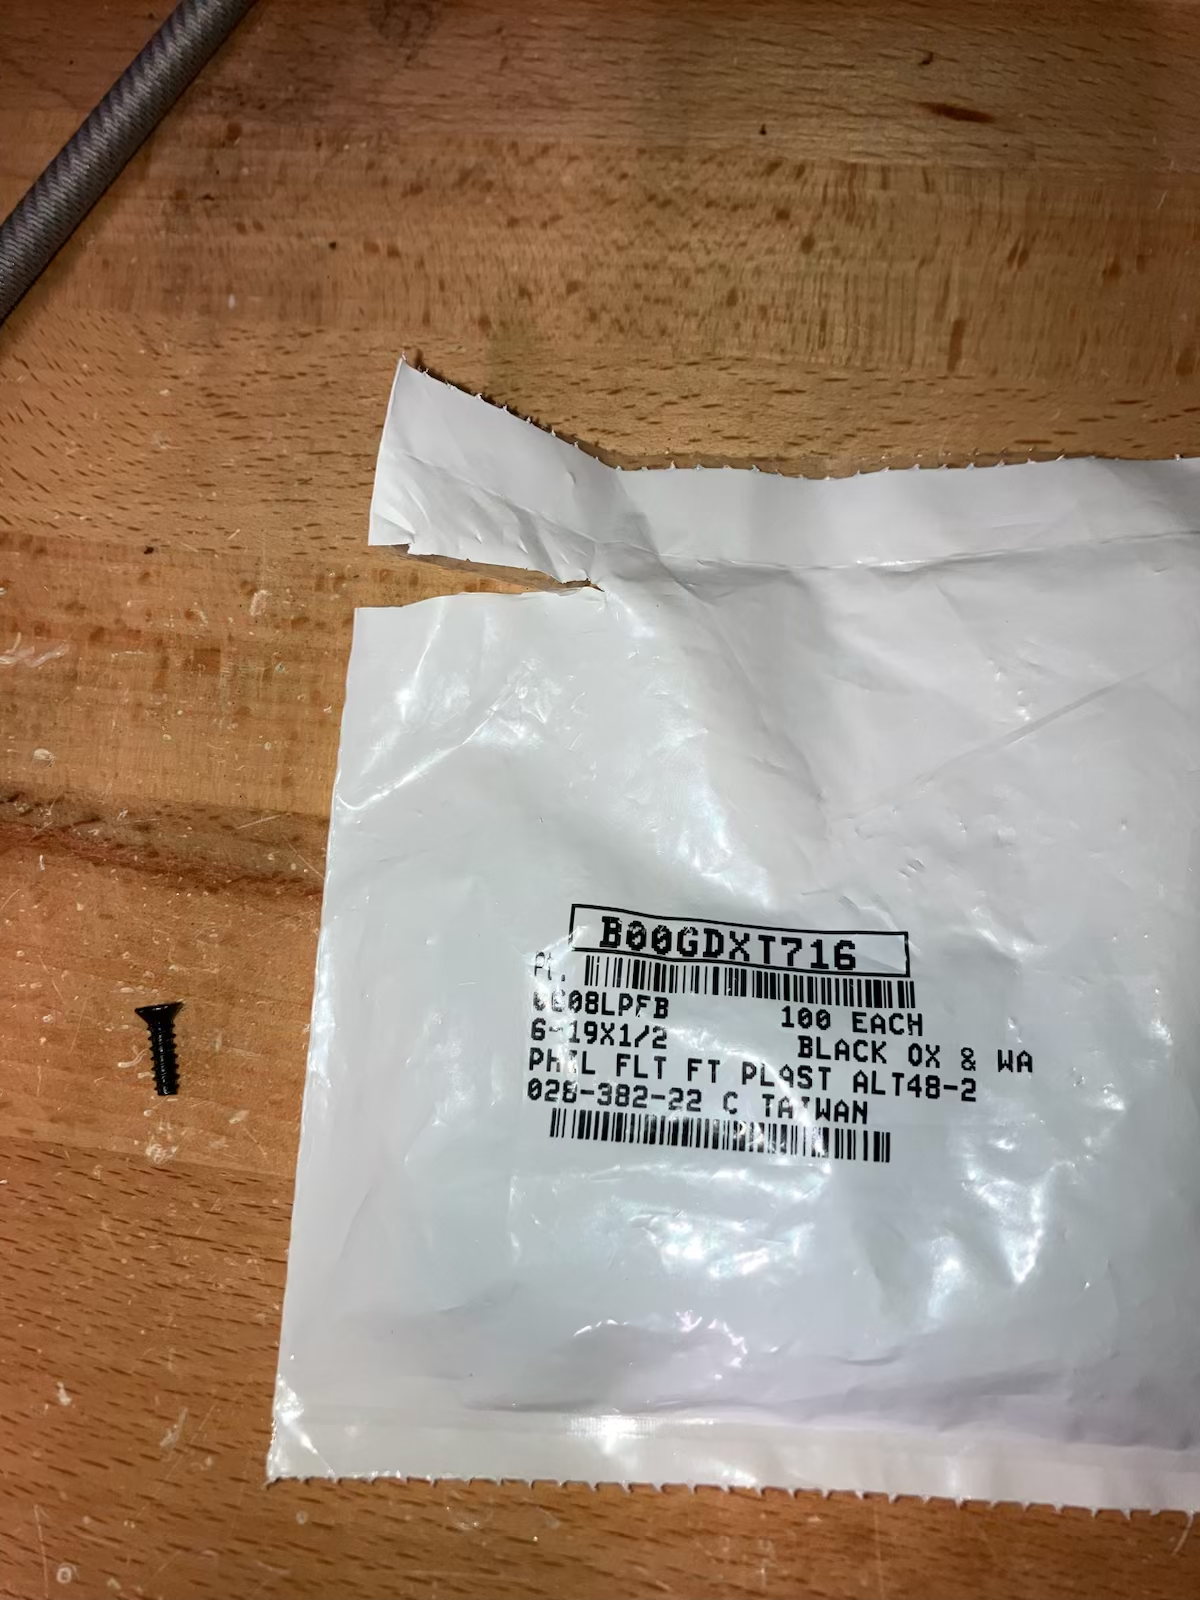 B00GDXT716
0608LPFB 100 EACH
6-19X1/2 BLACK OX & WA
PHIL FLT FT PLAST ALT48-2
028-382-22 C TAIWAN